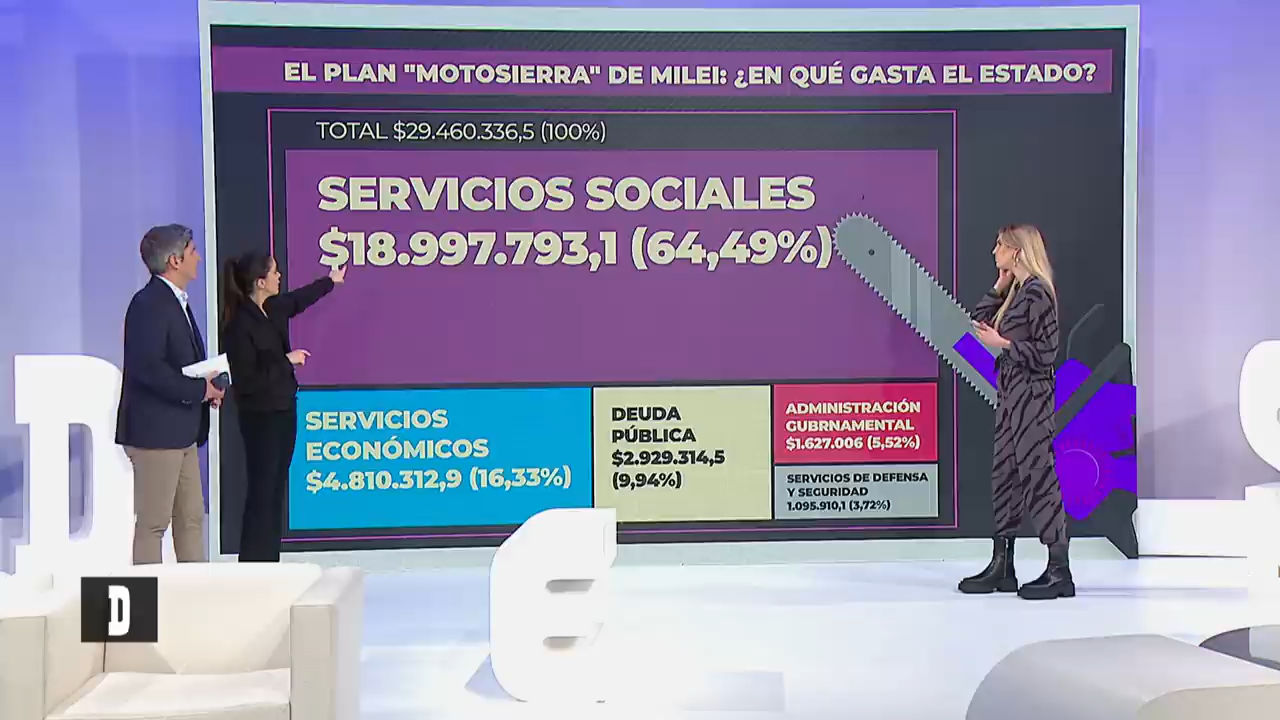 EL PLAN "MOTOSIERRA" DE MILEI: ¿EN QUÉ GASTA EL ESTADO?
TOTAL $29.460.336,5 (100%)
SERVICIOS SOCIALES
$18.997.793,1 (64,49%)
SERVICIOS
ECONÓMICOS
$4.810.312,9 (16,33%)
DEUDA
PÚBLICA
$2.929.314,5
(9,94%)
ADMINISTRACIÓN
GUBRNAMENTAL
$1.627.006 (5,52%)
SERVICIOS DE DEFENSA
Y SEGURIDAD
1.095.910,1 (3,72%)
D
D